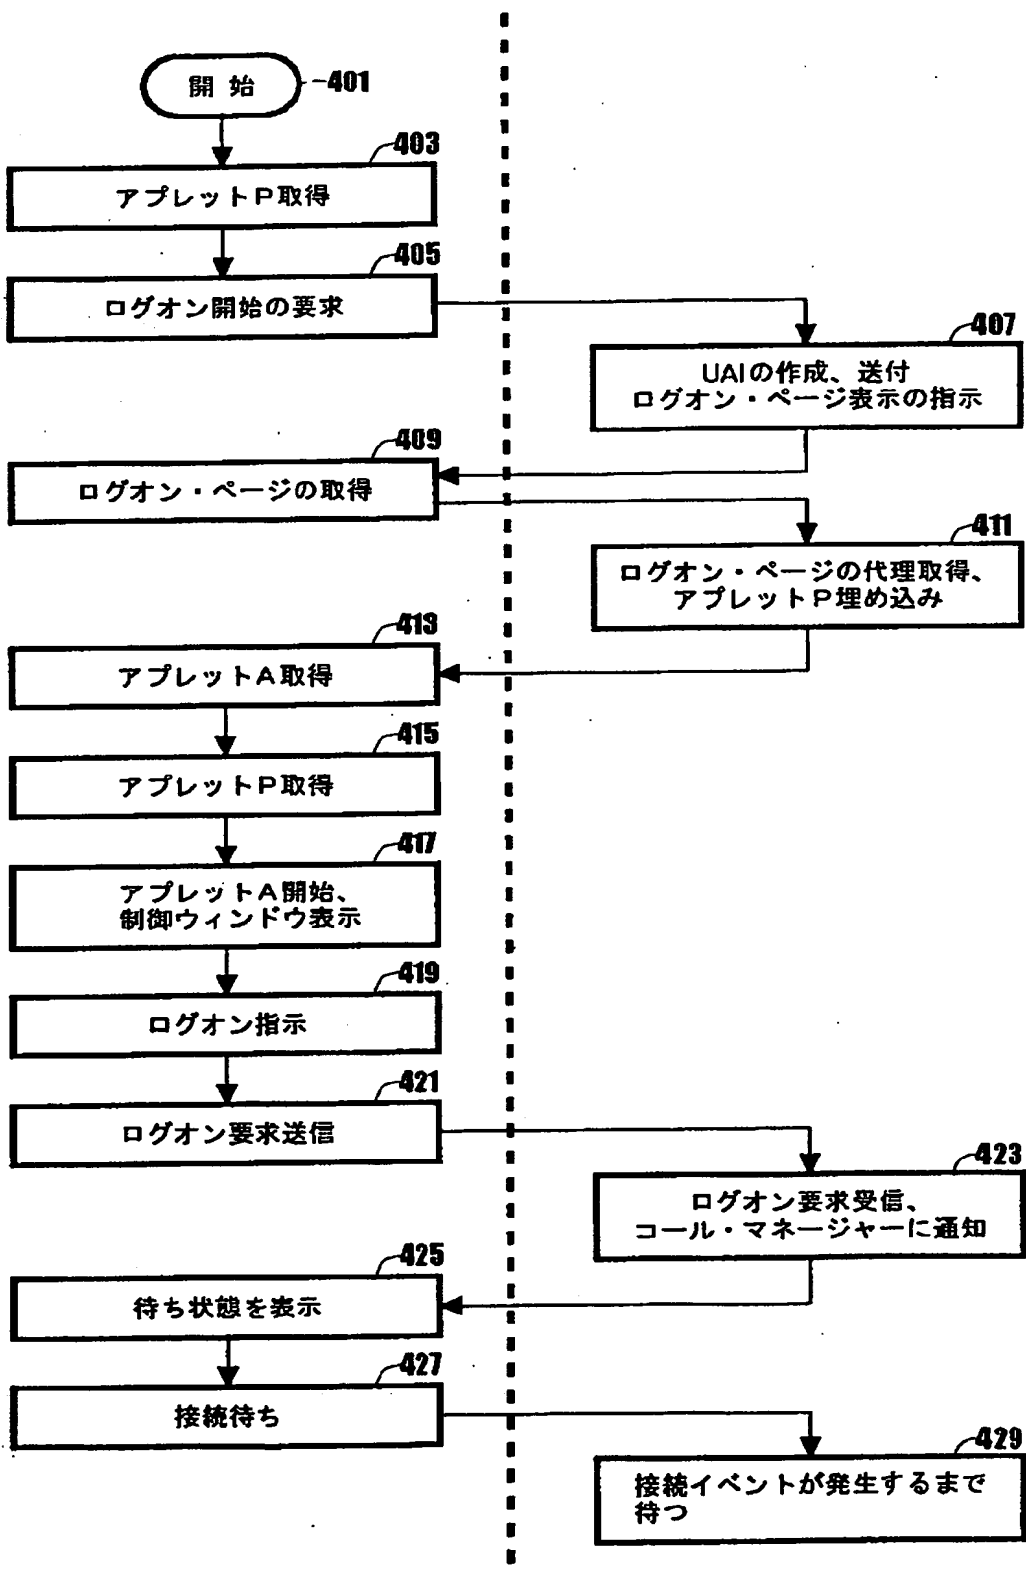 開始
401
403
アプレットP取得
405
ログオン開始の要求
407
UAIの作成、送付
ログオン・ページ表示の指示
409
ログオン・ページの取得
411
ログオン・ページの代理取得、
アプレットP埋め込み
413
アプレットA取得
415
アプレットP取得
417
アプレットA開始、
制御ウィンドウ表示
419
ログオン指示
421
ログオン要求送信
423
ログオン要求受信、
コール・マネージャーに通知
425
待ち状態を表示
427
接続待ち
429
接続イベントが発生するまで
待つ